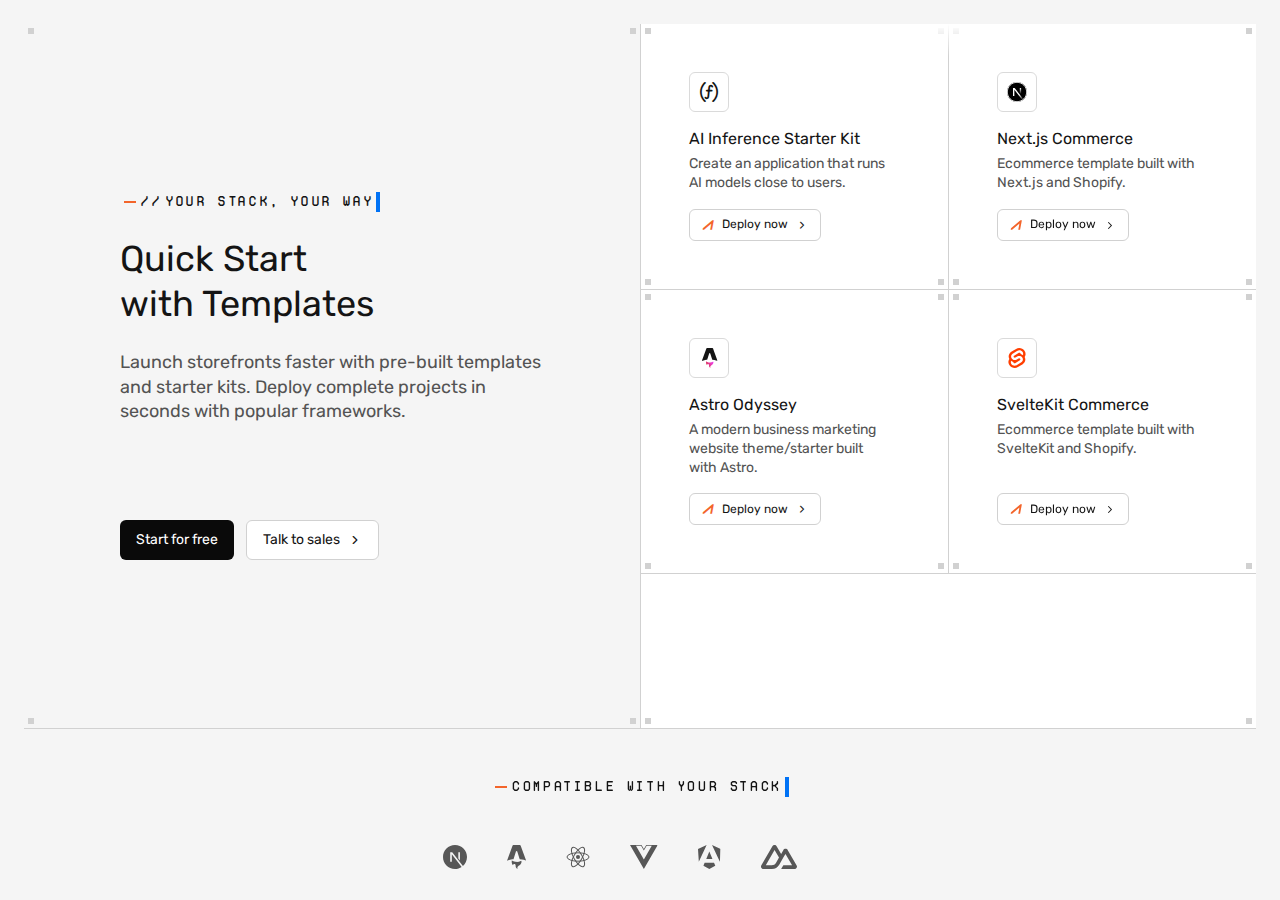 // YOUR STACK, YOUR WAY
Quick Start
with Templates
Launch storefronts faster with pre-built templates
and starter kits. Deploy complete projects in
seconds with popular frameworks.
Start for free
Talk to sales
AI Inference Starter Kit
Create an application that runs
AI models close to users.
Deploy now
Next.js Commerce
Ecommerce template built with
Next.js and Shopify.
Deploy now
Astro Odyssey
A modern business marketing
website theme/starter built
with Astro.
Deploy now
SvelteKit Commerce
Ecommerce template built with
SvelteKit and Shopify.
Deploy now
COMPATIBLE WITH YOUR STACK